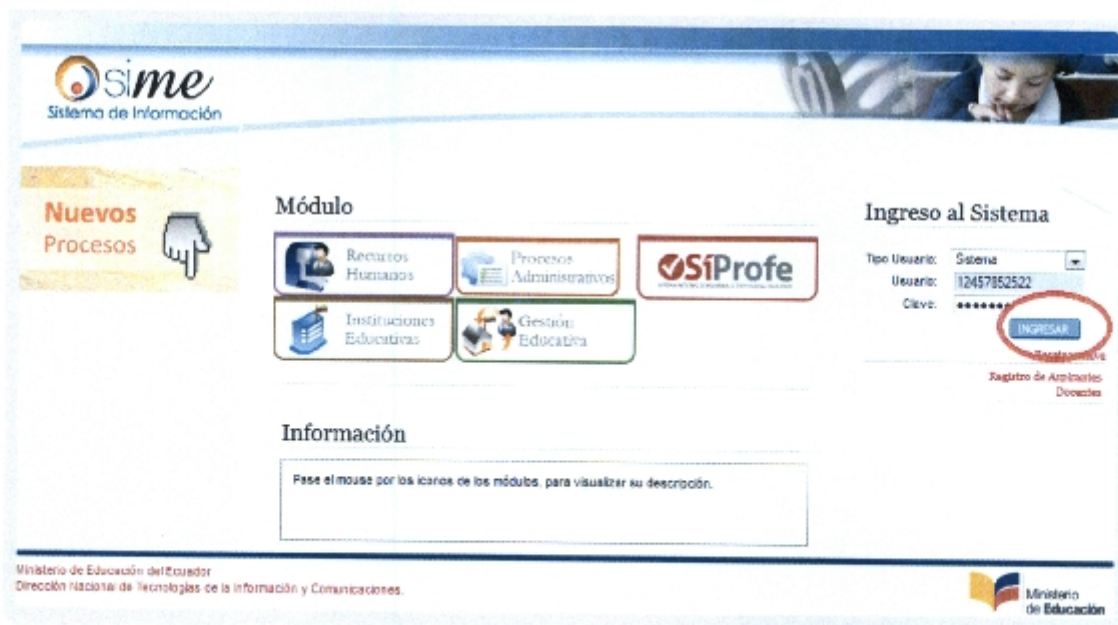 sime
Sistema de Información
Nuevos
Procesos
Módulo
Recursos
Humanos
Procesos
Administrativos
SíProfe
Instituciones
Educativas
Gestión
Educativa
Ingreso al Sistema
Tipo Usuario: Sistema
Usuario: 12457852522
Clave: ••••••••
INGRESAR
Registro de Aspirantes
Docentes
Información
Pase el mouse por los iconos de los módulos, para visualizar su descripción.
Ministerio de Educación del Ecuador
Dirección Nacional de Tecnologías de la Información y Comunicaciones.
Ministerio
de Educación